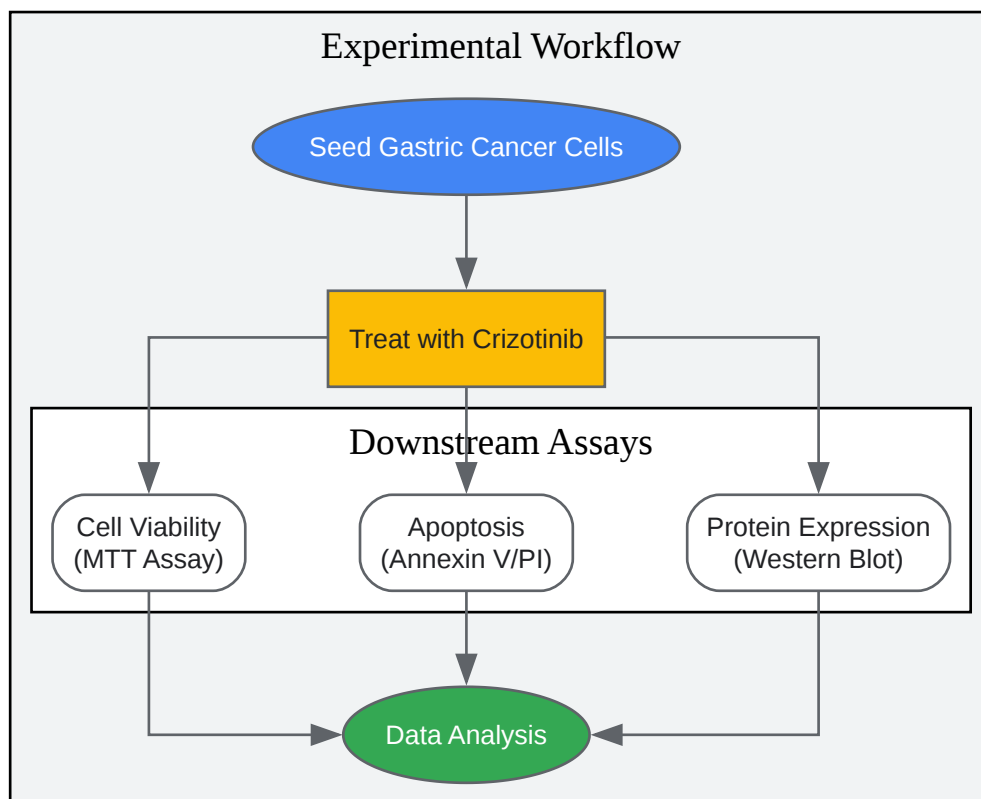 Experimental Workflow
Seed Gastric Cancer Cells
Treat with Crizotinib
Downstream Assays
Cell Viability
(MTT Assay)
Apoptosis
(Annexin V/PI)
Protein Expression
(Western Blot)
Data Analysis